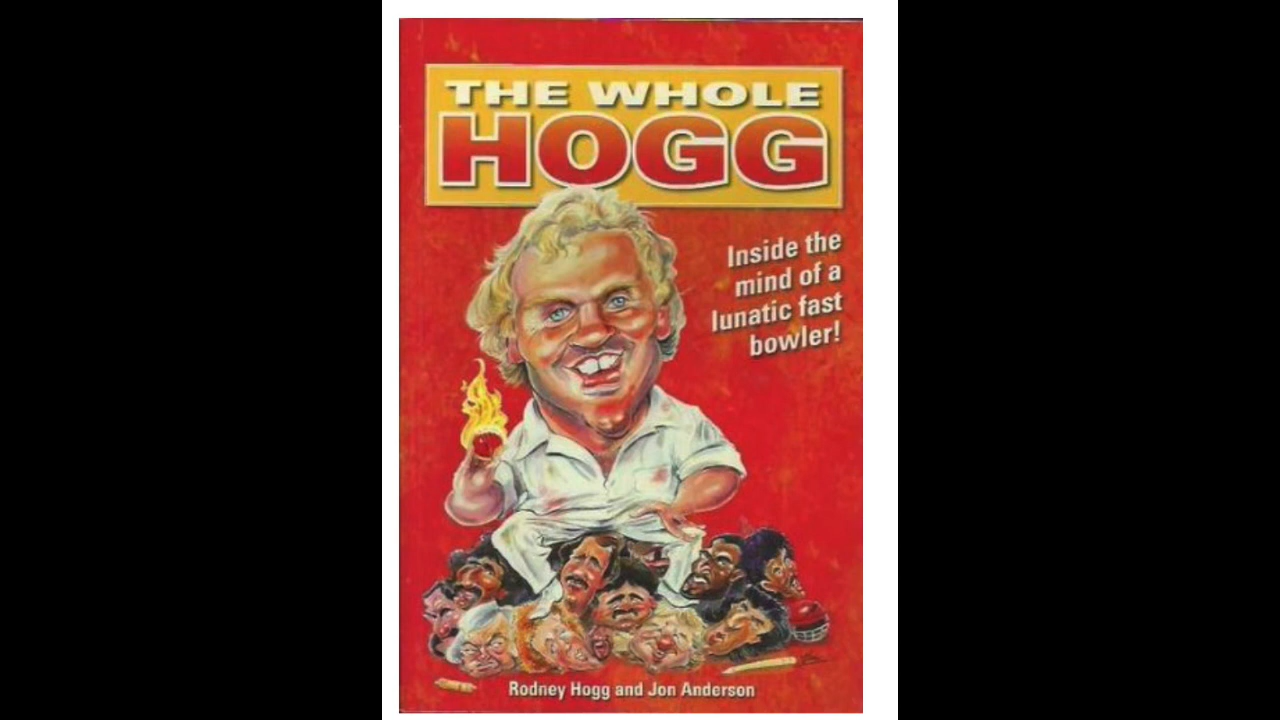 THE WHOLE
HOGG
Inside the
mind of a
lunatic fast
bowler!
Rodney Hogg and Jon Anderson